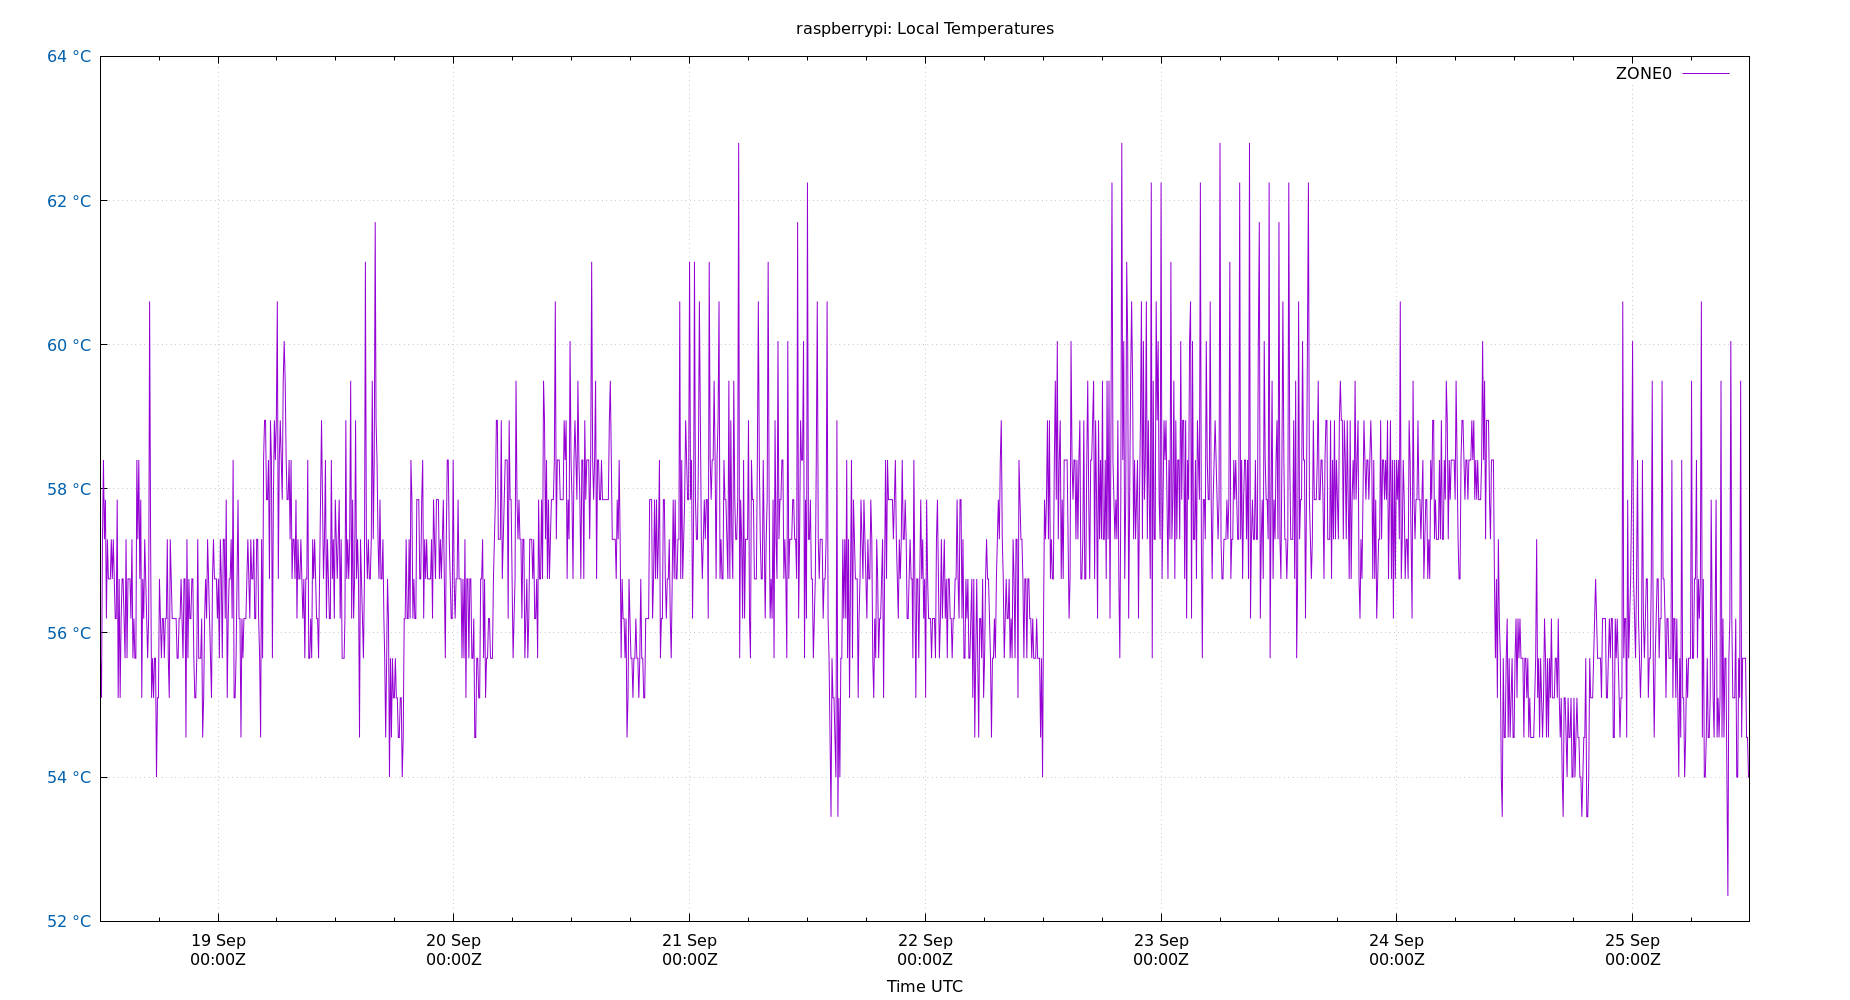 raspberrypi: Local Temperatures
64 °C
ZONE0
62 °C
60 °C
58 °C
56 °C
54 °C
52 °C
19 Sep 20 Sep 21 Sep 22 Sep 23 Sep 24 Sep 25 Sep
00:00Z 00:00Z 00:00Z 00:00Z 00:00Z 00:00Z 00:00Z
Time UTC